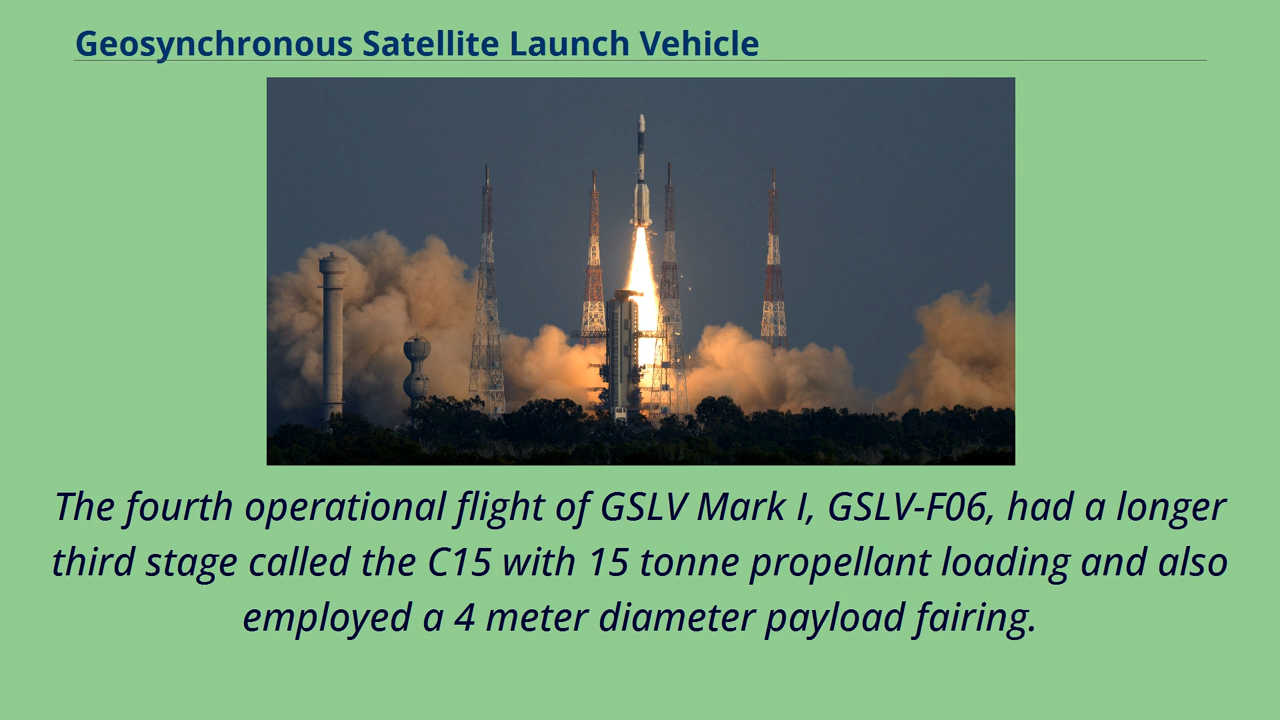 Geosynchronous Satellite Launch Vehicle
The fourth operational flight of GSLV Mark I, GSLV-F06, had a longer
third stage called the C15 with 15 tonne propellant loading and also
employed a 4 meter diameter payload fairing.